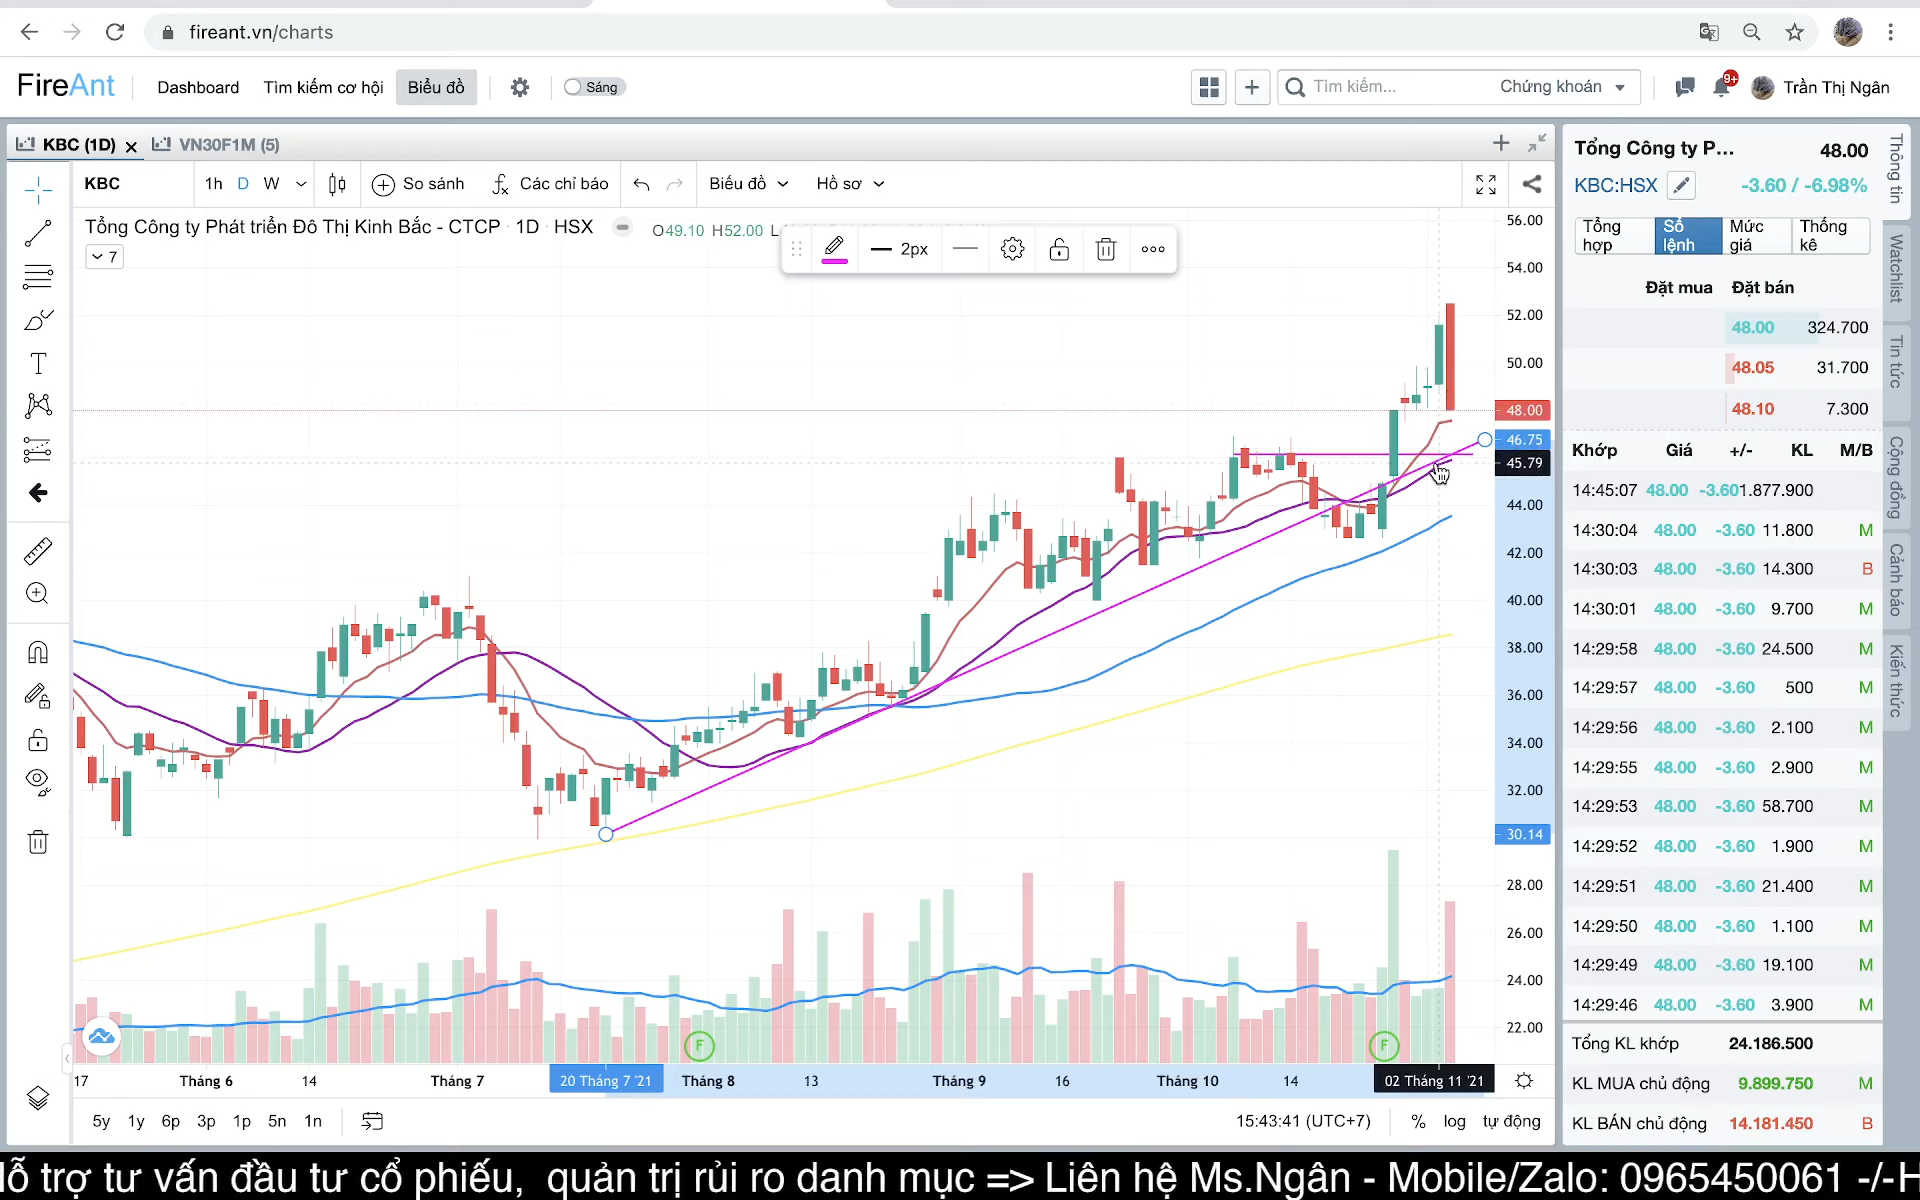 fireant.vn/charts
FireAnt
Dashboard
Tìm kiếm cơ hội
Biểu đồ
Sáng
Tìm kiếm...
Chứng khoán
9+
Trần Thị Ngân
KBC (1D)
VN30F1M (5)
KBC
1h D W
So sánh
Các chỉ báo
Biểu đồ
Hồ sơ
Tổng Công ty Phát triển Đô Thị Kinh Bắc - CTCP · 1D · HSX
O49.10 H52.00 L
7
2px
56.00
54.00
52.00
50.00
48.00
46.75
45.79
44.00
42.00
40.00
38.00
36.00
34.00
32.00
30.14
28.00
26.00
24.00
22.00
F
F
17
Tháng 6
14
Tháng 7
20 Tháng 7 '21
Tháng 8
13
Tháng 9
16
Tháng 10
14
02 Tháng 11 '21
5y 1y 6p 3p 1p 5n 1n
15:43:41 (UTC+7)
% log tự động
Tổng Công ty P... 48.00
KBC:HSX -3.60 / -6.98%
Tổng hợp
Sổ lệnh
Mức giá
Thống kê
Đặt mua Đặt bán
48.00 324.700
48.05 31.700
48.10 7.300
Khớp Giá +/- KL M/B
14:45:07 48.00 -3.60 1.877.900
14:30:04 48.00 -3.60 11.800 M
14:30:03 48.00 -3.60 14.300 B
14:30:01 48.00 -3.60 9.700 M
14:29:58 48.00 -3.60 24.500 M
14:29:57 48.00 -3.60 500 M
14:29:56 48.00 -3.60 2.100 M
14:29:55 48.00 -3.60 2.900 M
14:29:53 48.00 -3.60 58.700 M
14:29:52 48.00 -3.60 1.900 M
14:29:51 48.00 -3.60 21.400 M
14:29:50 48.00 -3.60 1.100 M
14:29:49 48.00 -3.60 19.100 M
14:29:46 48.00 -3.60 3.900 M
Tổng KL khớp 24.186.500
KL MUA chủ động 9.899.750 M
KL BÁN chủ động 14.181.450 B
Thông tin
Watchlist
Tin tức
Cộng đồng
Cảnh báo
Kiến thức
ỗ trợ tư vấn đầu tư cổ phiếu, quản trị rủi ro danh mục => Liên hệ Ms.Ngân - Mobile/Zalo: 0965450061 -/-H